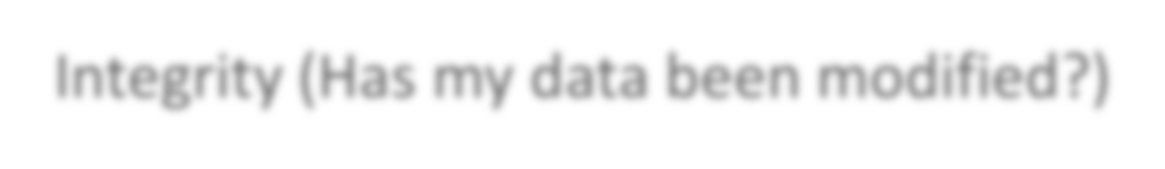 Integrity (Has my data been modified?)